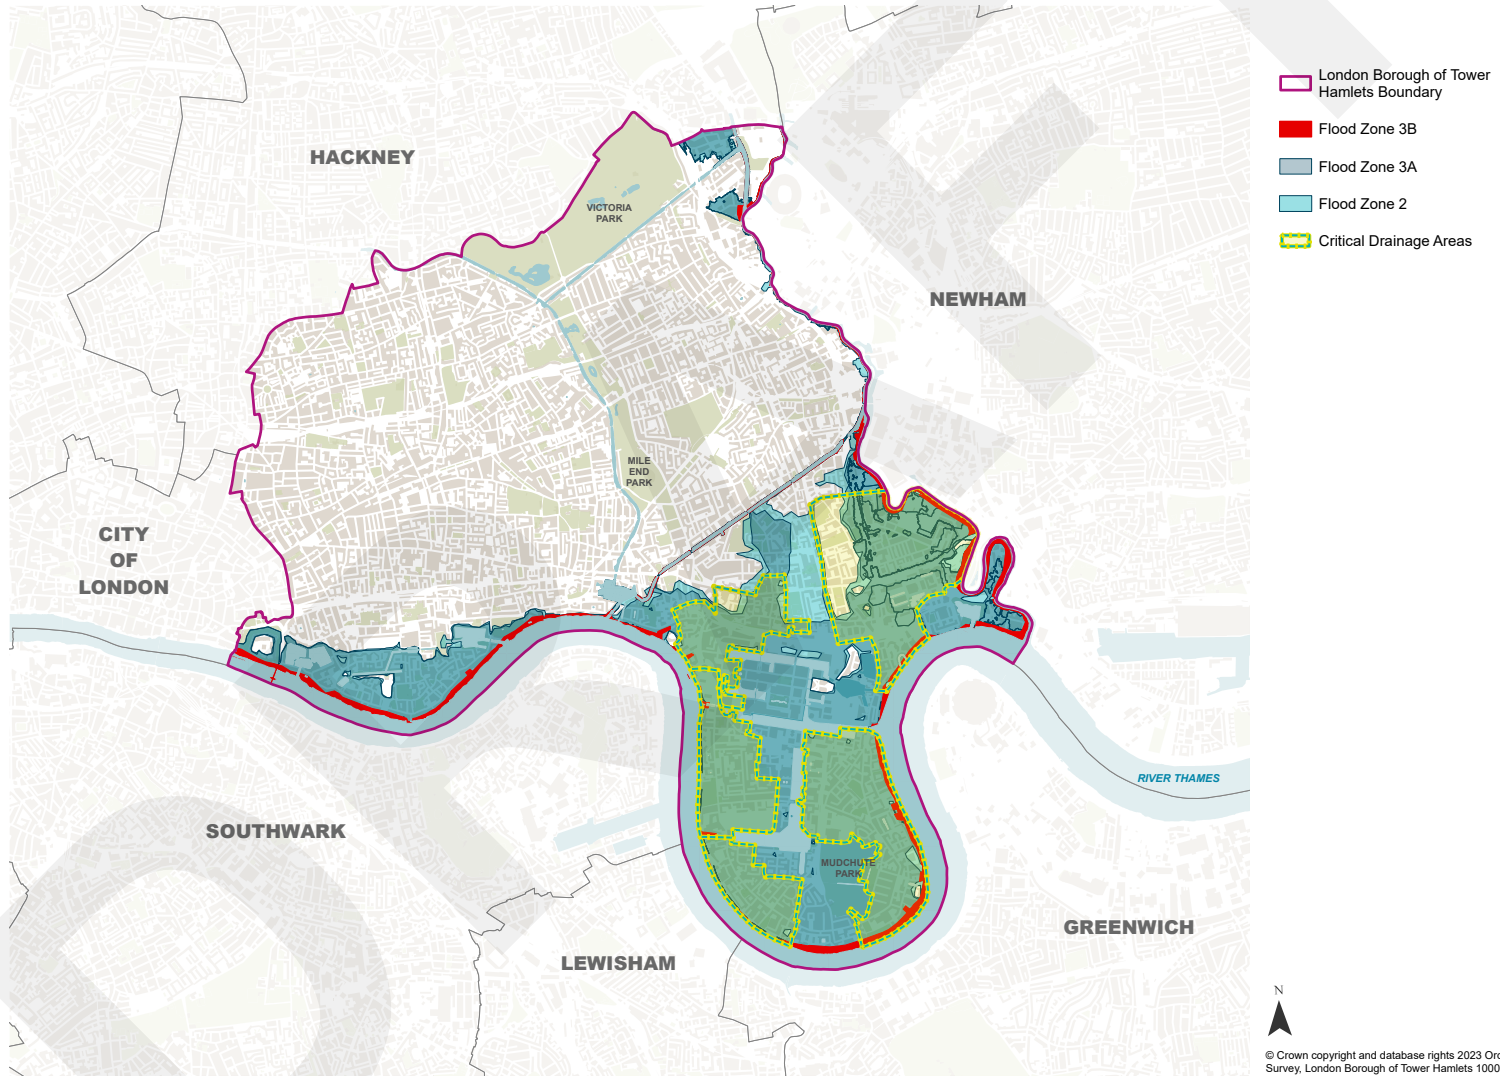 London Borough of Tower
Hamlets Boundary
Flood Zone 3B
Flood Zone 3A
Flood Zone 2
Critical Drainage Areas
HACKNEY
VICTORIA
PARK
NEWHAM
MILE
END
PARK
CITY
OF
LONDON
RIVER THAMES
SOUTHWARK
MUDCHUTE
PARK
GREENWICH
LEWISHAM
N
© Crown copyright and database rights 2023 Ord
Survey, London Borough of Tower Hamlets 1000